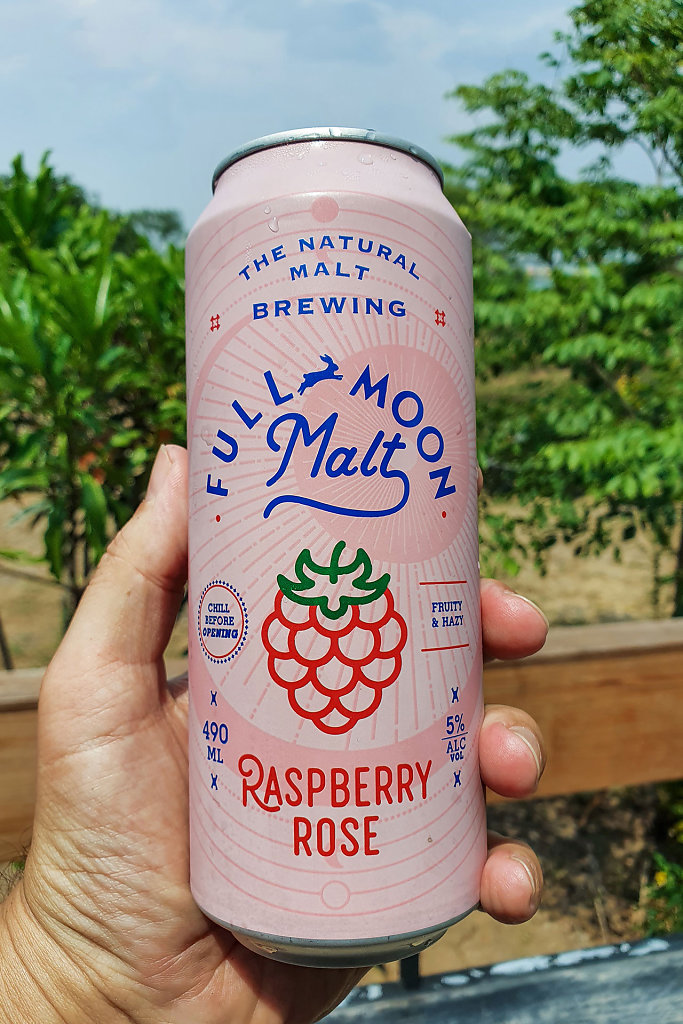 THE NATURAL
MALT
BREWING
FULL MOON
Malt
CHILL
BEFORE
OPENING
FRUITY
& HAZY
490
ML
5%
ALC
VOL
RASPBERRY
ROSE